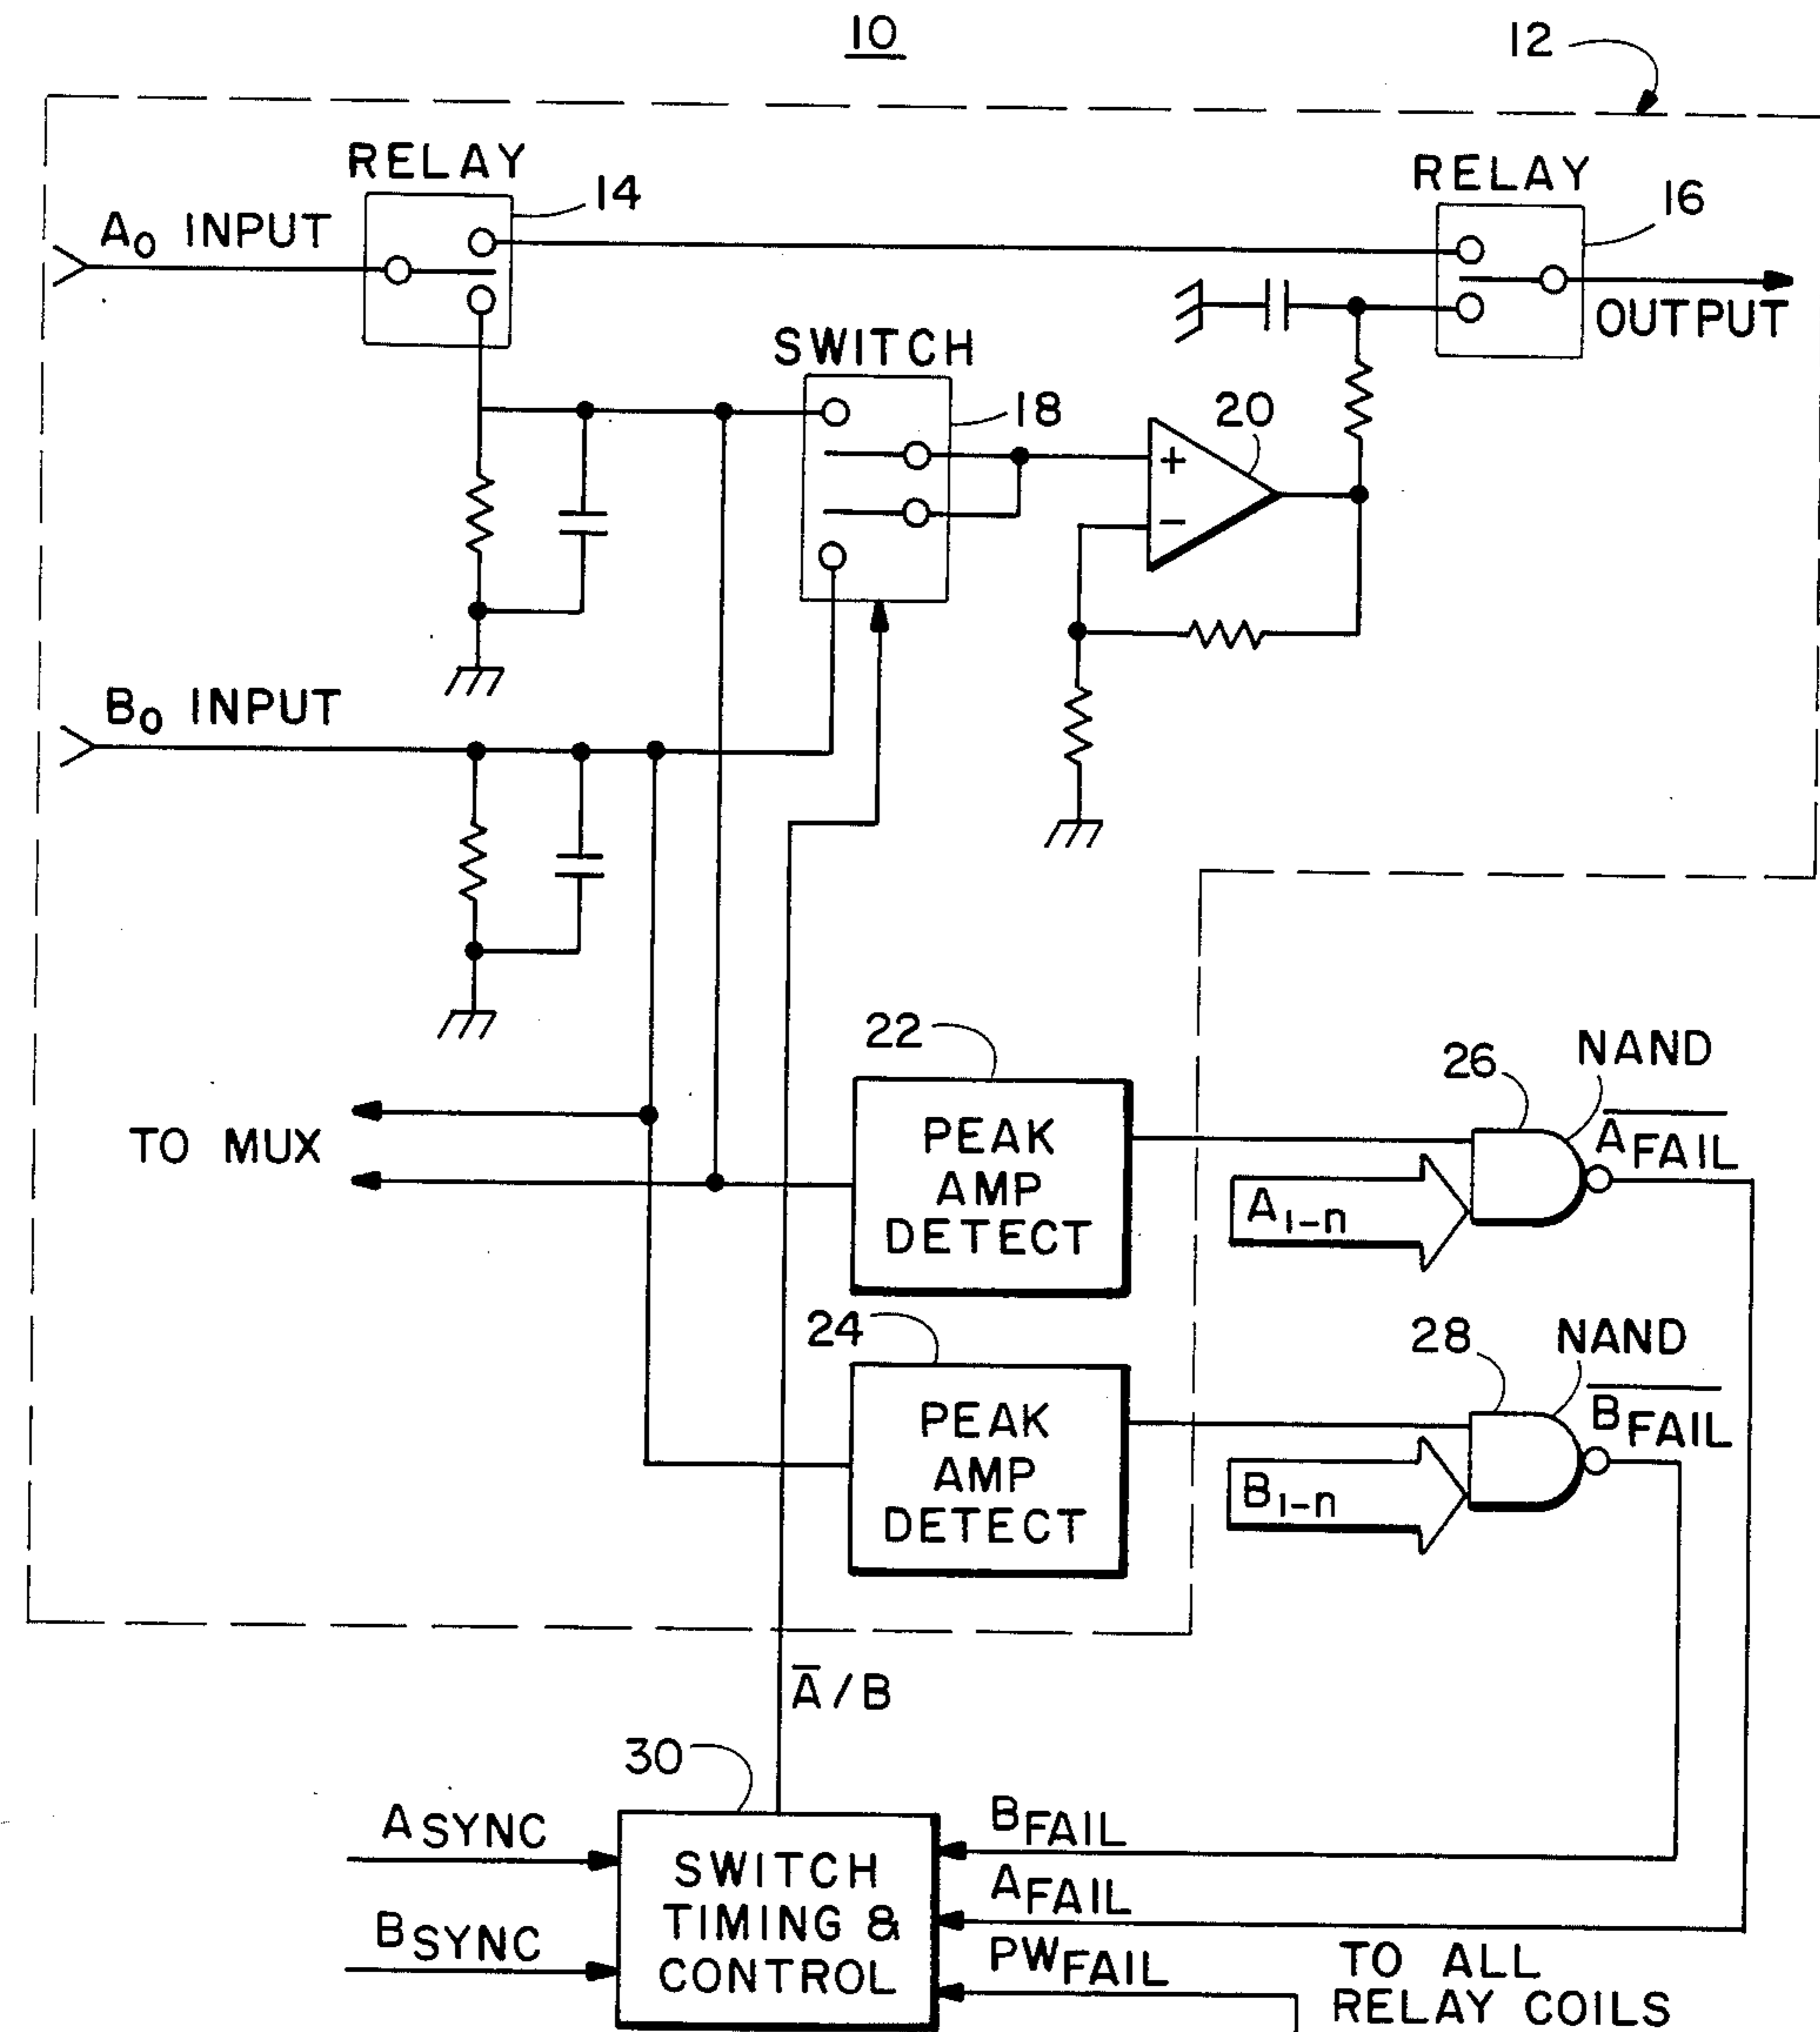 10
12
RELAY
14
RELAY
16
A₀ INPUT
OUTPUT
SWITCH
18
20
+
−
B₀ INPUT
22
26
NAND
A̅F̅A̅I̅L̅
TO MUX
PEAK
AMP
DETECT
A₁₋ₙ
24
28
NAND
B̅F̅A̅I̅L̅
PEAK
AMP
DETECT
B₁₋ₙ
A̅/B
30
ASYNC
BSYNC
SWITCH
TIMING &
CONTROL
BFAIL
AFAIL
PWFAIL
TO ALL
RELAY COILS